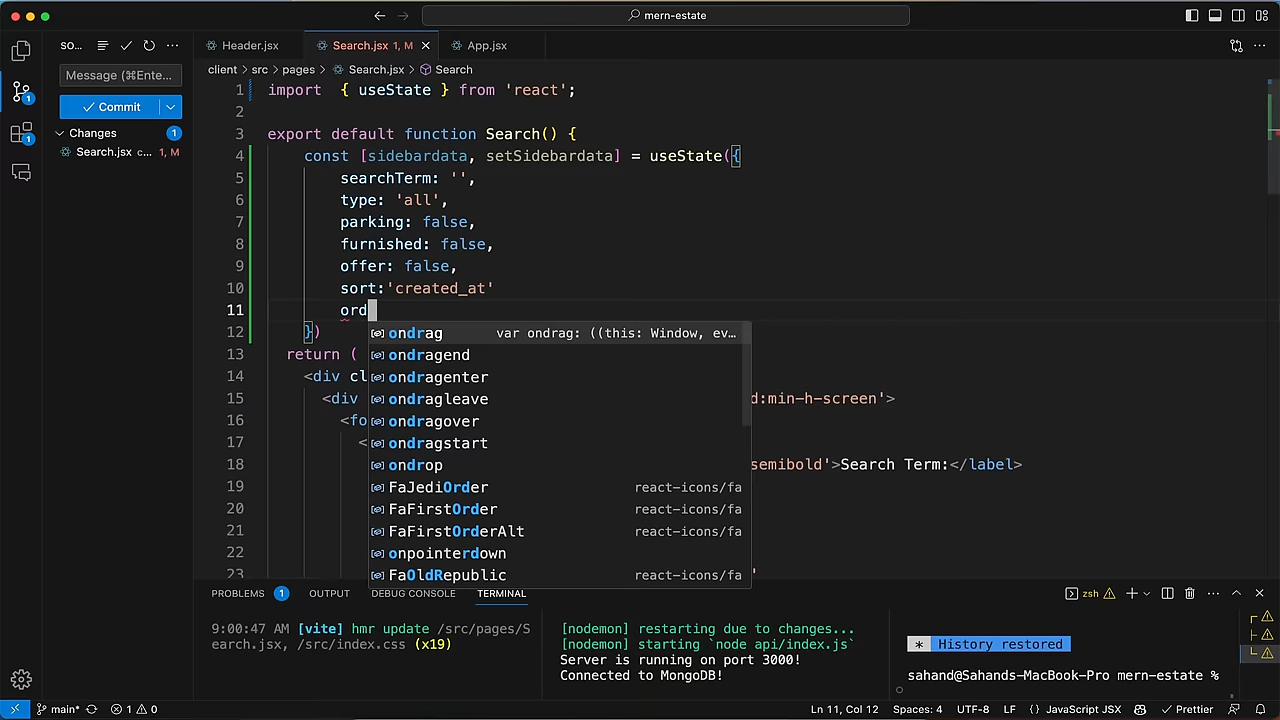 mern-estate
SO...
Header.jsx
Search.jsx 1, M
App.jsx
client > src > pages > Search.jsx > Search
Message (⌘Ente...
Commit
Changes
1
Search.jsx c... 1, M
1
1
1 import { useState } from 'react';
2
3 export default function Search() {
4 const [sidebardata, setSidebardata] = useState({
5 searchTerm: '',
6 type: 'all',
7 parking: false,
8 furnished: false,
9 offer: false,
10 sort:'created_at'
11 ord
12 })
13 return (
14 <div cl
15 <div d:min-h-screen'>
16 <fo
17 <
18 semibold'>Search Term:</label>
19
20
21
22
23 '
ondrag var ondrag: ((this: Window, ev…
ondragend
ondragenter
ondragleave
ondragover
ondragstart
ondrop
FaJediOrder react-icons/fa
FaFirstOrder react-icons/fa
FaFirstOrderAlt react-icons/fa
onpointerdown
FaOldRepublic react-icons/fa
PROBLEMS 1 OUTPUT DEBUG CONSOLE TERMINAL
zsh
9:00:47 AM [vite] hmr update /src/pages/S
earch.jsx, /src/index.css (x19)
[nodemon] restarting due to changes...
[nodemon] starting `node api/index.js`
Server is running on port 3000!
Connected to MongoDB!
* History restored
sahand@Sahands-MacBook-Pro mern-estate %
main* 1 0 Ln 11, Col 12 Spaces: 4 UTF-8 LF {} JavaScript JSX Prettier